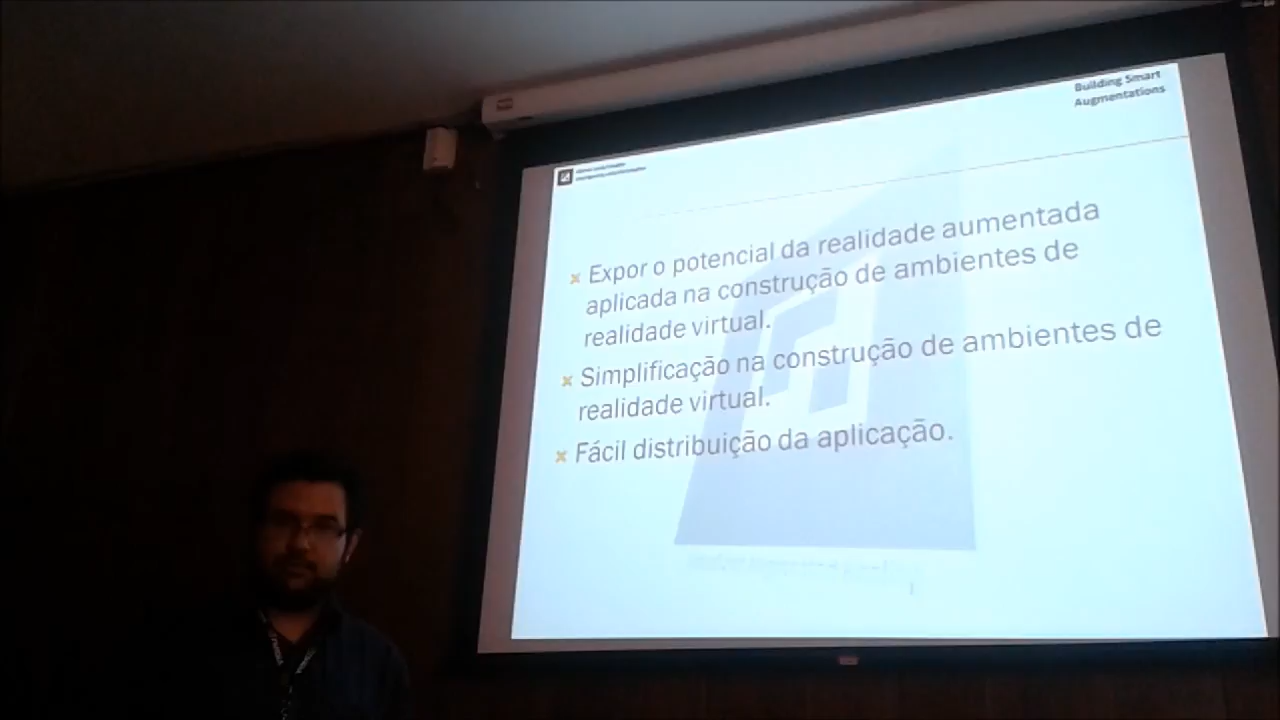 Building Smart
Augmentations
Expor o potencial da realidade aumentada
aplicada na construção de ambientes de
realidade virtual.
Simplificação na construção de ambientes de
realidade virtual.
Fácil distribuição da aplicação.